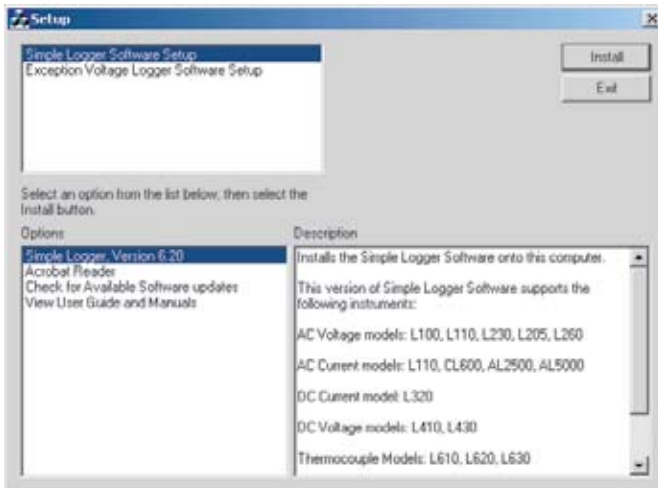 Setup
Simple Logger Software Setup
Exception Voltage Logger Software Setup
Install
Exit
Select an option from the list below, then select the
Install button.
Options
Simple Logger, Version 6.20
Acrobat Reader
Check for Available Software updates
View User Guide and Manuals
Description
Installs the Simple Logger Software onto this computer.
This version of Simple Logger Software supports the
following instruments:
AC Voltage models: L100, L110, L230, L205, L260
AC Current models: L110, CL600, AL2500, AL5000
DC Current model: L320
DC Voltage models: L410, L430
Thermocouple Models: L610, L620, L630